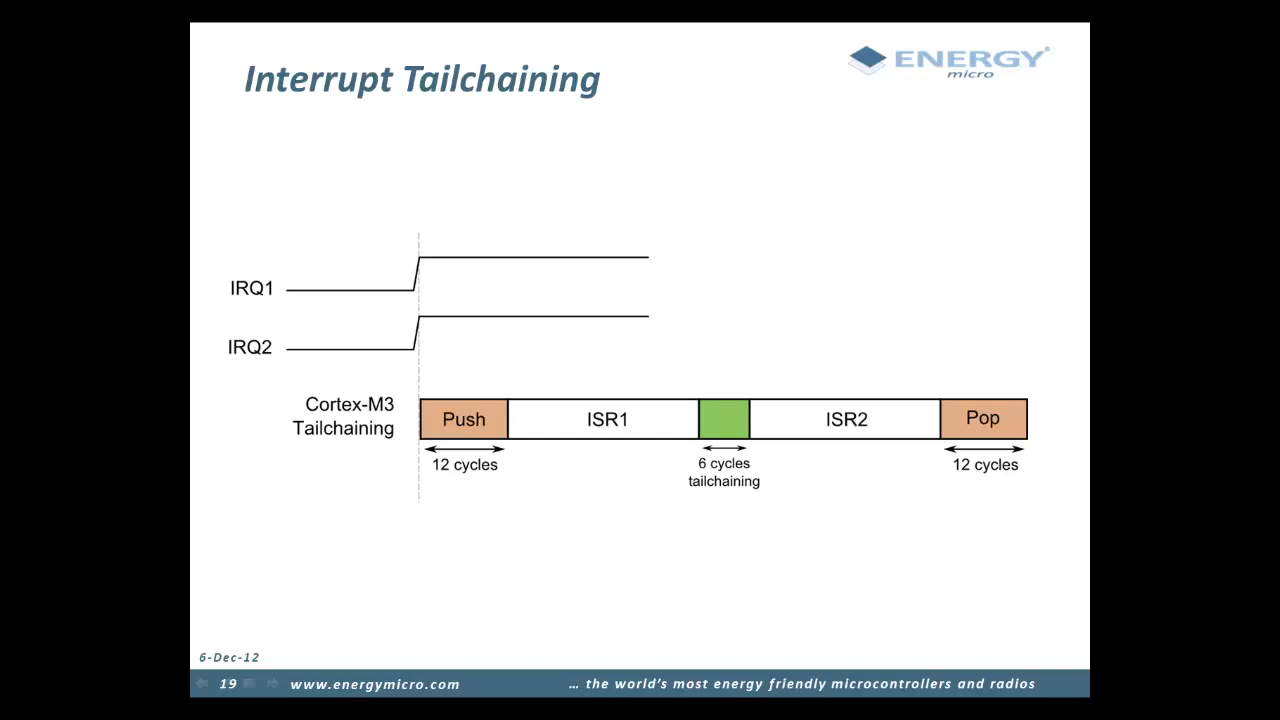 Interrupt Tailchaining
ENERGY®
micro
IRQ1
IRQ2
Cortex-M3
Tailchaining
Push
ISR1
ISR2
Pop
12 cycles
6 cycles
tailchaining
12 cycles
6-Dec-12
19
www.energymicro.com
... the world's most energy friendly microcontrollers and radios